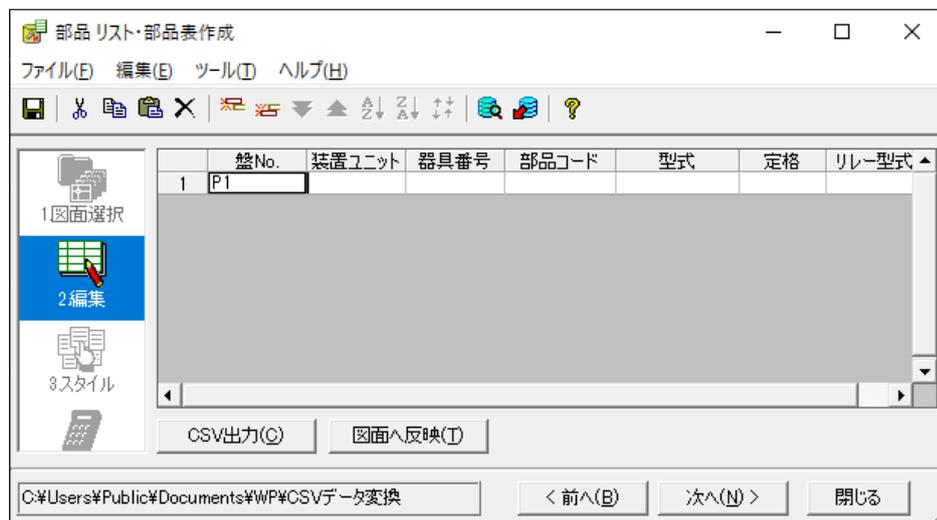 部品 リスト・部品表作成
ファイル(F) 編集(E) ツール(T) ヘルプ(H)
盤No. 装置ユニット 器具番号 部品コード 型式 定格 リレー型式
1 P1
1.図面選択
2.編集
3.スタイル
CSV出力(C) 図面へ反映(T)
C:¥Users¥Public¥Documents¥WP¥CSVデータ変換 < 前へ(B) 次へ(N) > 閉じる